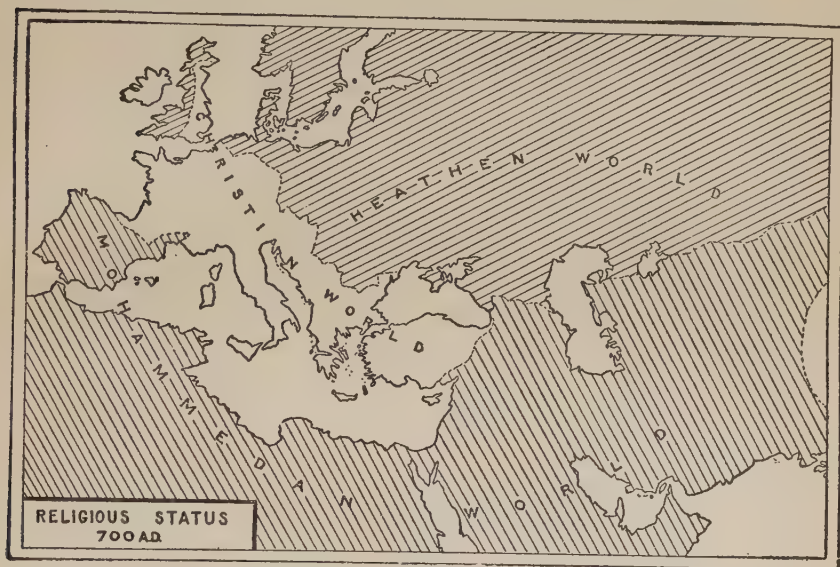 HEATHEN WORLD
CHRISTIAN WORLD
MOHAMMEDAN WORLD
RELIGIOUS STATUS
700 A.D.